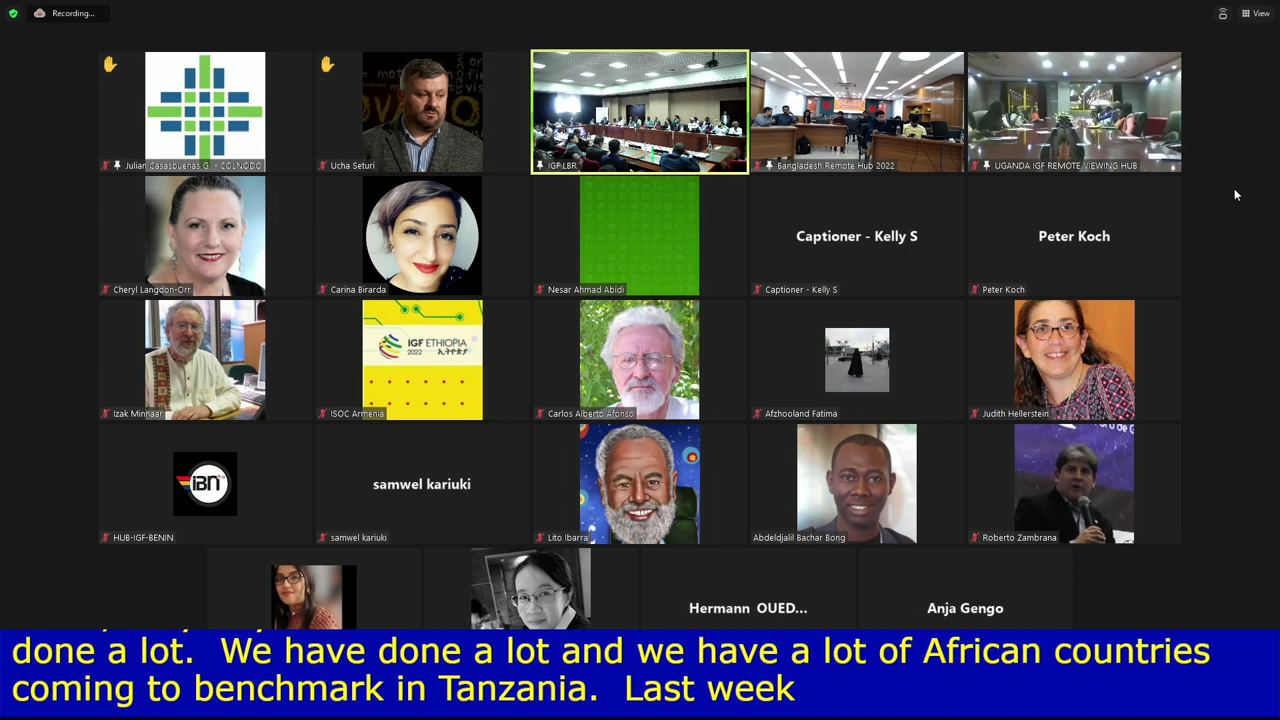 Recording...
View
Julian Casasbuenas G. - COLNODO
Ucha Seturi
IGF LBR
Bangladesh Remote Hub 2022
UGANDA IGF REMOTE VIEWING HUB
Cheryl Langdon-Orr
Carina Birarda
Nesar Ahmad Abidi
Captioner - Kelly S
Captioner - Kelly S
Peter Koch
Peter Koch
Izak Minnaar
IGF ETHIOPIA
2022 ኢትዮጵያ
ISOC Armenia
Carlos Alberto Afonso
Afzhooland Fatima
Judith Hellerstein
iBN
HUB-IGF-BENIN
samwel kariuki
samwel kariuki
Lito Ibarra
Abdeldjalil Bachar Bong
Roberto Zambrana
Hermann OUED...
Anja Gengo
done a lot. We have done a lot and we have a lot of African countries
coming to benchmark in Tanzania. Last week